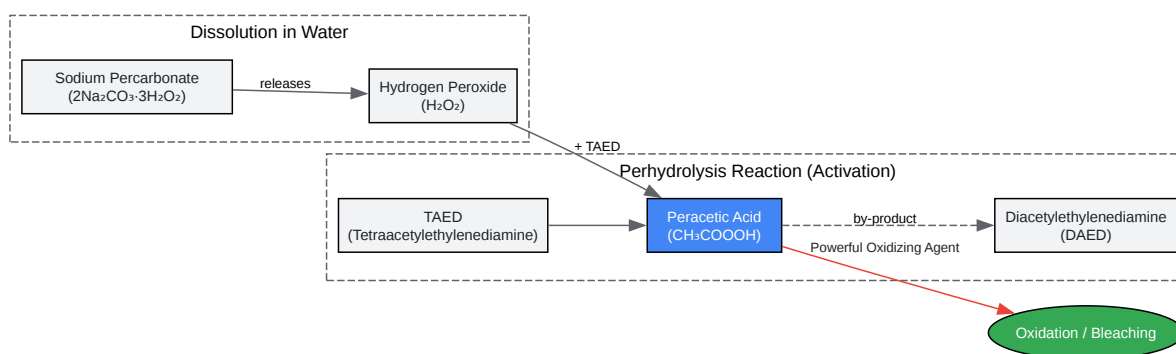 Dissolution in Water
Sodium Percarbonate
(2Na₂CO₃·3H₂O₂)
releases
Hydrogen Peroxide
(H₂O₂)
+ TAED
Perhydrolysis Reaction (Activation)
TAED
(Tetraacetylethylenediamine)
Peracetic Acid
(CH₃COOOH)
by-product
Diacetylethylenediamine
(DAED)
Powerful Oxidizing Agent
Oxidation / Bleaching